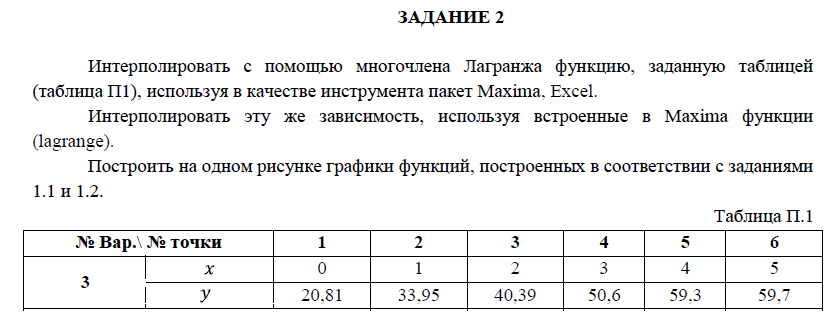 ЗАДАНИЕ 2
Интерполировать с помощью многочлена Лагранжа функцию, заданную таблицей
(таблица П1), используя в качестве инструмента пакет Maxima, Excel.
Интерполировать эту же зависимость, используя встроенные в Maxima функции
(lagrange).
Построить на одном рисунке графики функций, построенных в соответствии с заданиями
1.1 и 1.2.
Таблица П.1
№ Вар.\ № точки 1 2 3 4 5 6
3 x 0 1 2 3 4 5
y 20,81 33,95 40,39 50,6 59,3 59,7